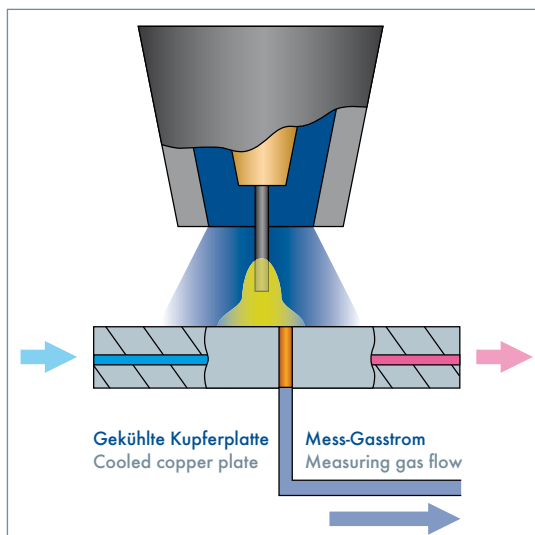 Gekühlte Kupferplatte
Cooled copper plate
Mess-Gasstrom
Measuring gas flow